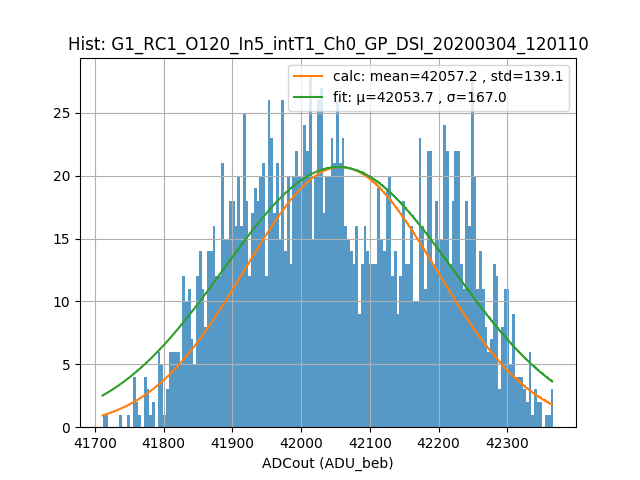 Hist: G1_RC1_O120_In5_intT1_Ch0_GP_DSI_20200304_120110
calc: mean=42057.2 , std=139.1
fit: μ=42053.7 , σ=167.0
25
20
15
10
5
0
41700 41800 41900 42000 42100 42200 42300
ADCout (ADU_beb)